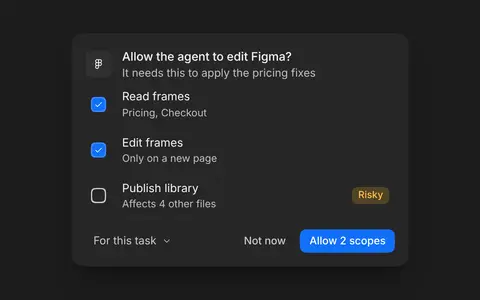 Allow the agent to edit Figma?
It needs this to apply the pricing fixes
Read frames
Pricing, Checkout
Edit frames
Only on a new page
Publish library
Affects 4 other files
Risky
For this task
Not now
Allow 2 scopes